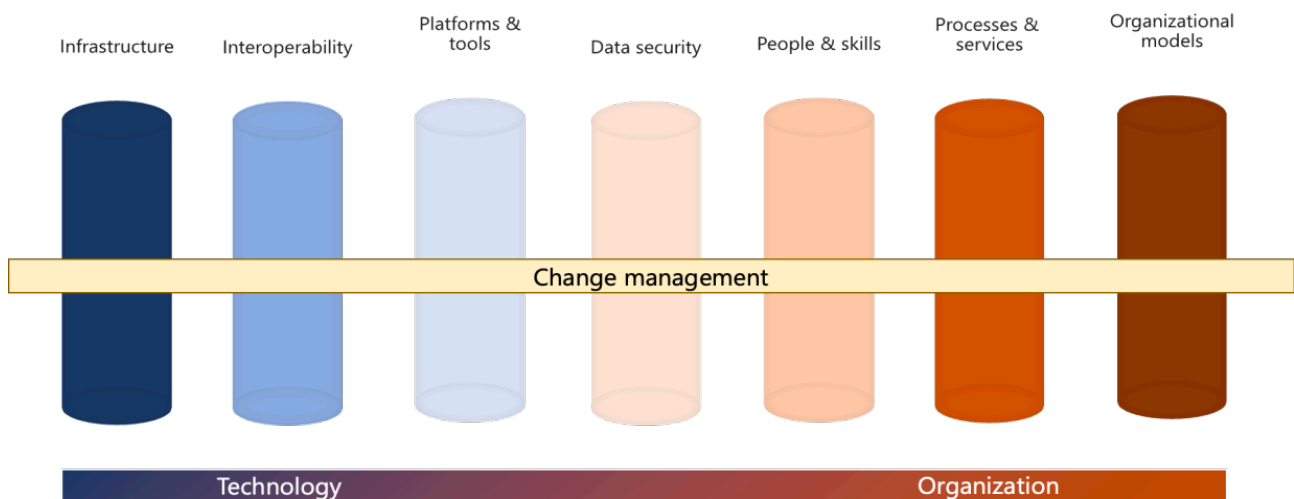 Infrastructure
Interoperability
Platforms &
tools
Data security
People & skills
Processes &
services
Organizational
models
Change management
Technology
Organization